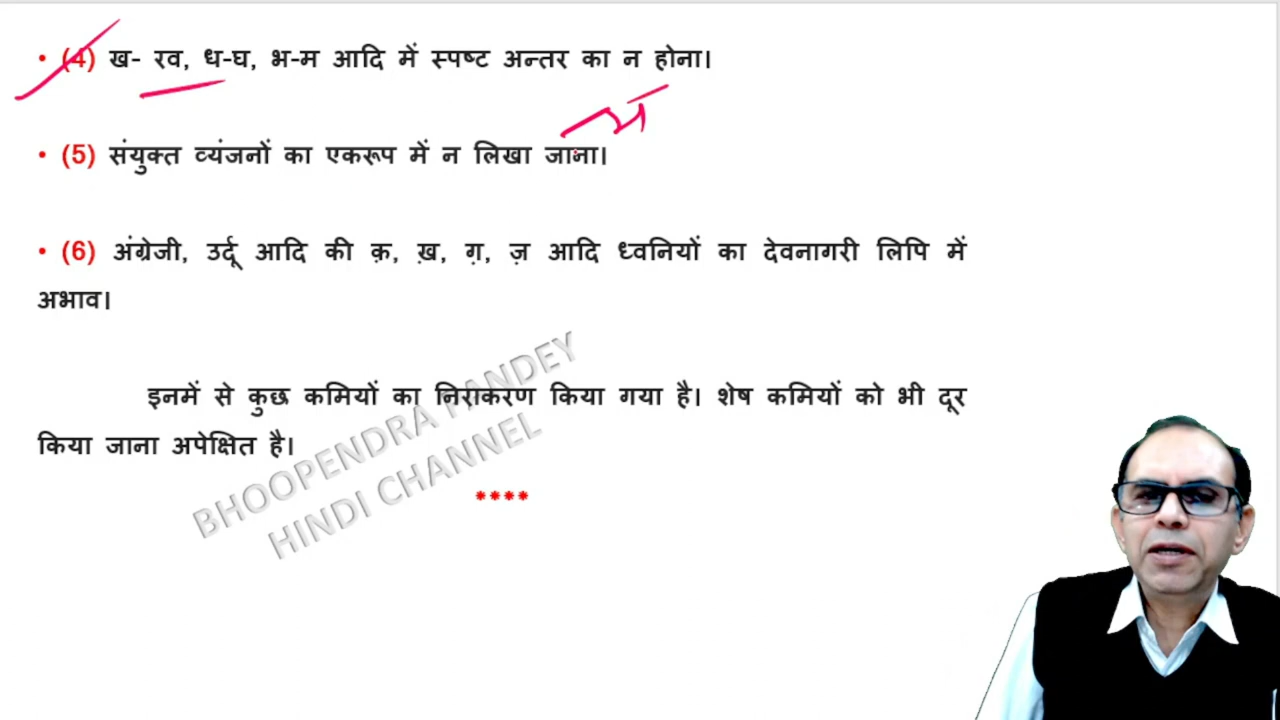 • (4) ख- रव, ध-घ, भ-म आदि में स्पष्ट अन्तर का न होना।
• (5) संयुक्त व्यंजनों का एकरूप में न लिखा जाना।
• (6) अंग्रेजी, उर्दू आदि की क़, ख़, ग़, ज़ आदि ध्वनियों का देवनागरी लिपि में
अभाव।
इनमें से कुछ कमियों का निराकरण किया गया है। शेष कमियों को भी दूर
किया जाना अपेक्षित है।
****
BHOOPENDRA PANDEY
HINDI CHANNEL